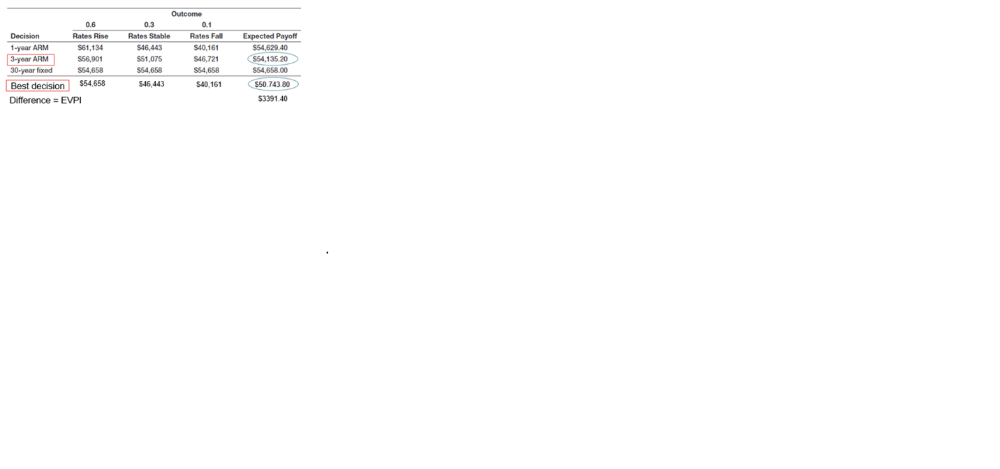 Outcome
0.6 0.3 0.1
Decision Rates Rise Rates Stable Rates Fall Expected Payoff
1-year ARM $61,134 $46,443 $40,161 $54,629.40
3-year ARM $56,901 $51,075 $46,721 $54,135.20
30-year fixed $54,658 $54,658 $54,658 $54,658.00
Best decision $54,658 $46,443 $40,161 $50.743.80
Difference = EVPI $3391.40